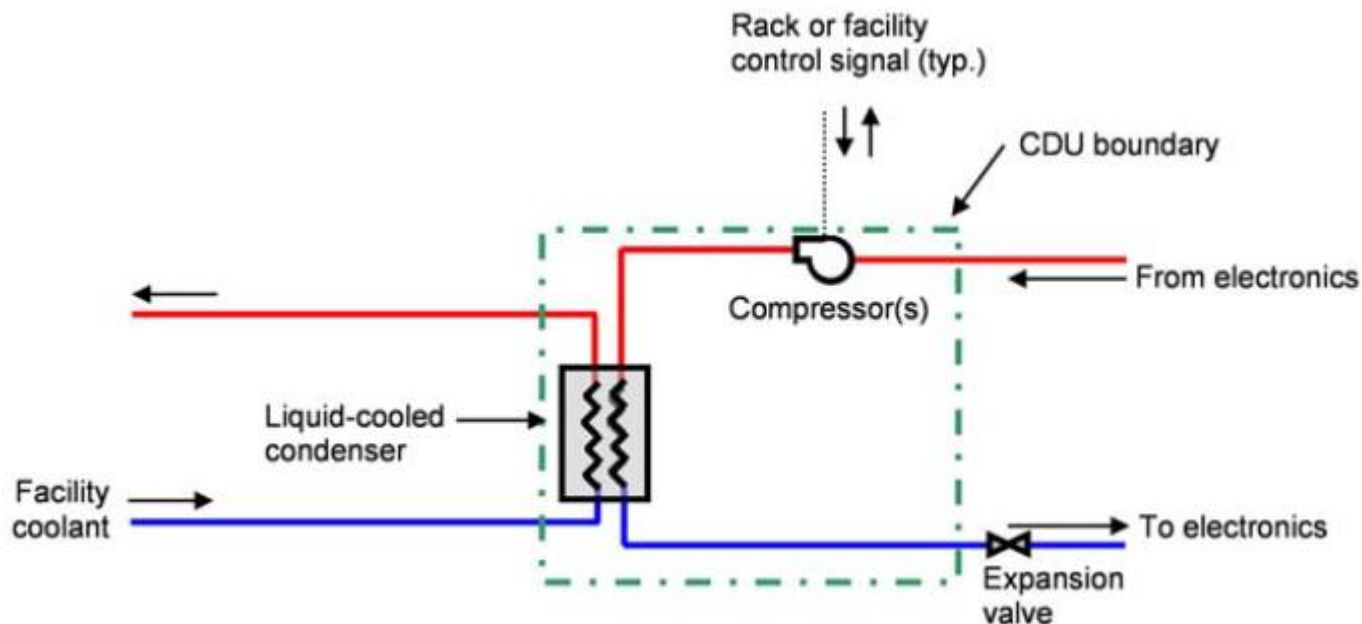 Rack or facility
control signal (typ.)
CDU boundary
From electronics
Compressor(s)
Liquid-cooled
condenser
Facility
coolant
To electronics
Expansion
valve